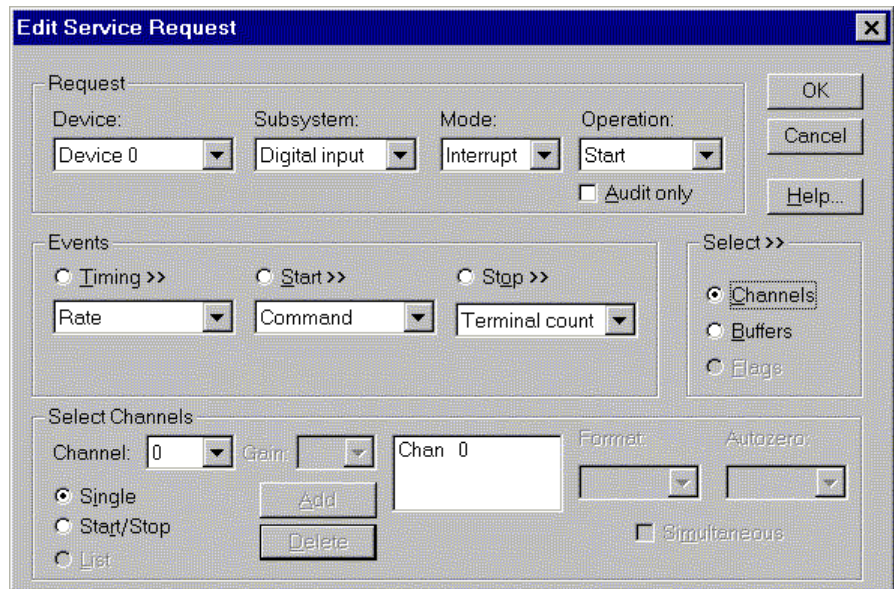 Edit Service Request
Request
Device: Subsystem: Mode: Operation:
Device 0 Digital input Interrupt Start
Audit only
OK
Cancel
Help...
Events
Timing >> Start >> Stop >>
Rate Command Terminal count
Select >>
Channels
Buffers
Flags
Select Channels
Channel: 0 Gain: Chan 0 Format: Autozero:
Single Add
Start/Stop Delete Simultaneous
List